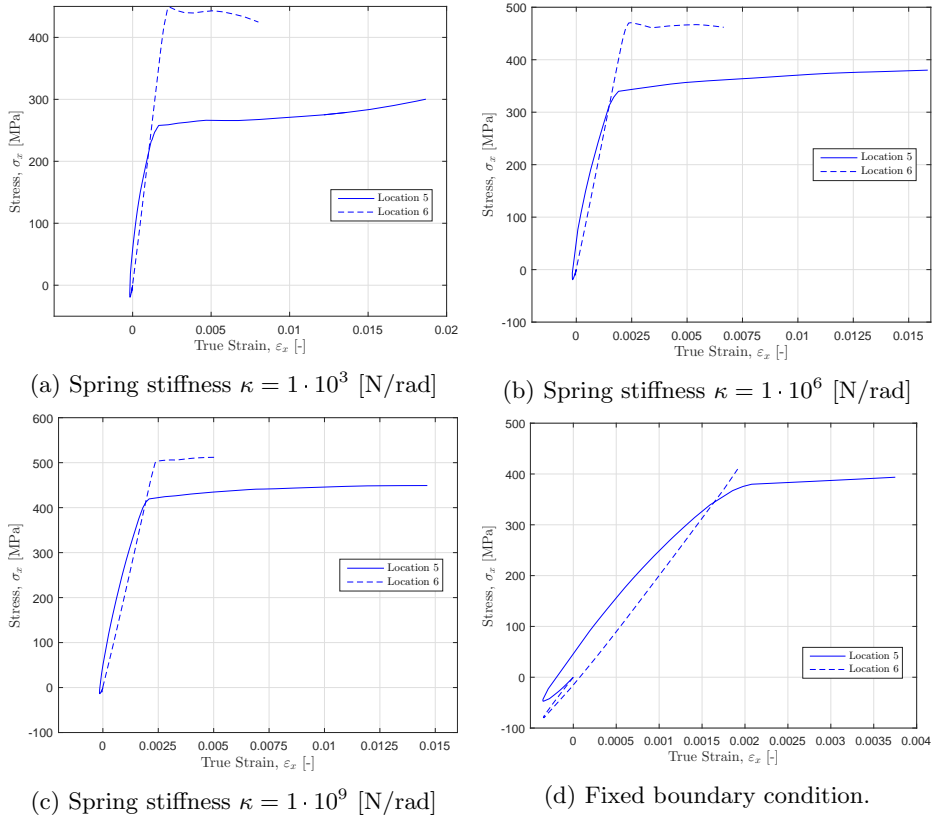 400
300
200
100
0
Stress, σx [MPa]
Location 5
Location 6
0
0.005
0.01
0.015
0.02
True Strain, εx [-]
(a) Spring stiffness κ = 1 · 10³ [N/rad]
500
400
300
200
100
0
-100
Stress, σx [MPa]
Location 5
Location 6
0
0.0025
0.005
0.0075
0.01
0.0125
0.015
True Strain, εx [-]
(b) Spring stiffness κ = 1 · 10⁶ [N/rad]
600
500
400
300
200
100
0
-100
Stress, σx [MPa]
Location 5
Location 6
0
0.0025
0.005
0.0075
0.01
0.0125
0.015
True Strain, εx [-]
(c) Spring stiffness κ = 1 · 10⁹ [N/rad]
500
400
300
200
100
0
-100
Stress, σx [MPa]
Location 5
Location 6
0
0.0005
0.001
0.0015
0.002
0.0025
0.003
0.0035
0.004
True Strain, εx [-]
(d) Fixed boundary condition.